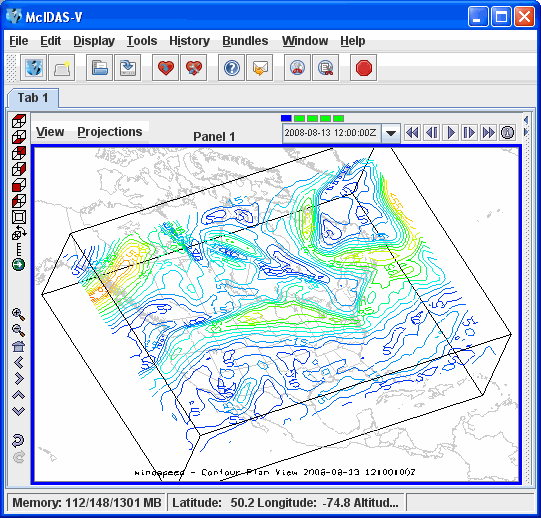 McIDAS-V
File Edit Display Tools History Bundles Window Help
Tab 1
View Projections Panel 1 2008-08-13 12:00:00Z
windspeed - Contour Plan View 2008-08-13 12:00:00Z
Memory: 112/148/1301 MB Latitude: 50.2 Longitude: -74.8 Altitud...